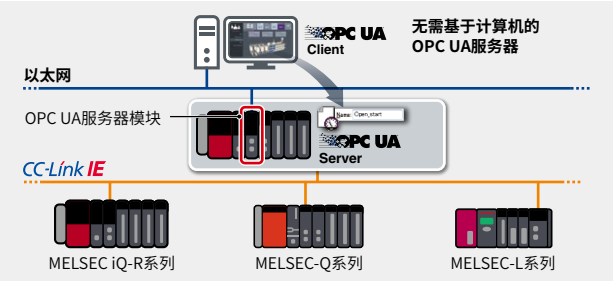 OPC UA
Client
无需基于计算机的
OPC UA服务器
以太网
OPC UA服务器模块
Name: Open_start
OPC UA
Server
CC-Link IE
MELSEC iQ-R系列
MELSEC-Q系列
MELSEC-L系列